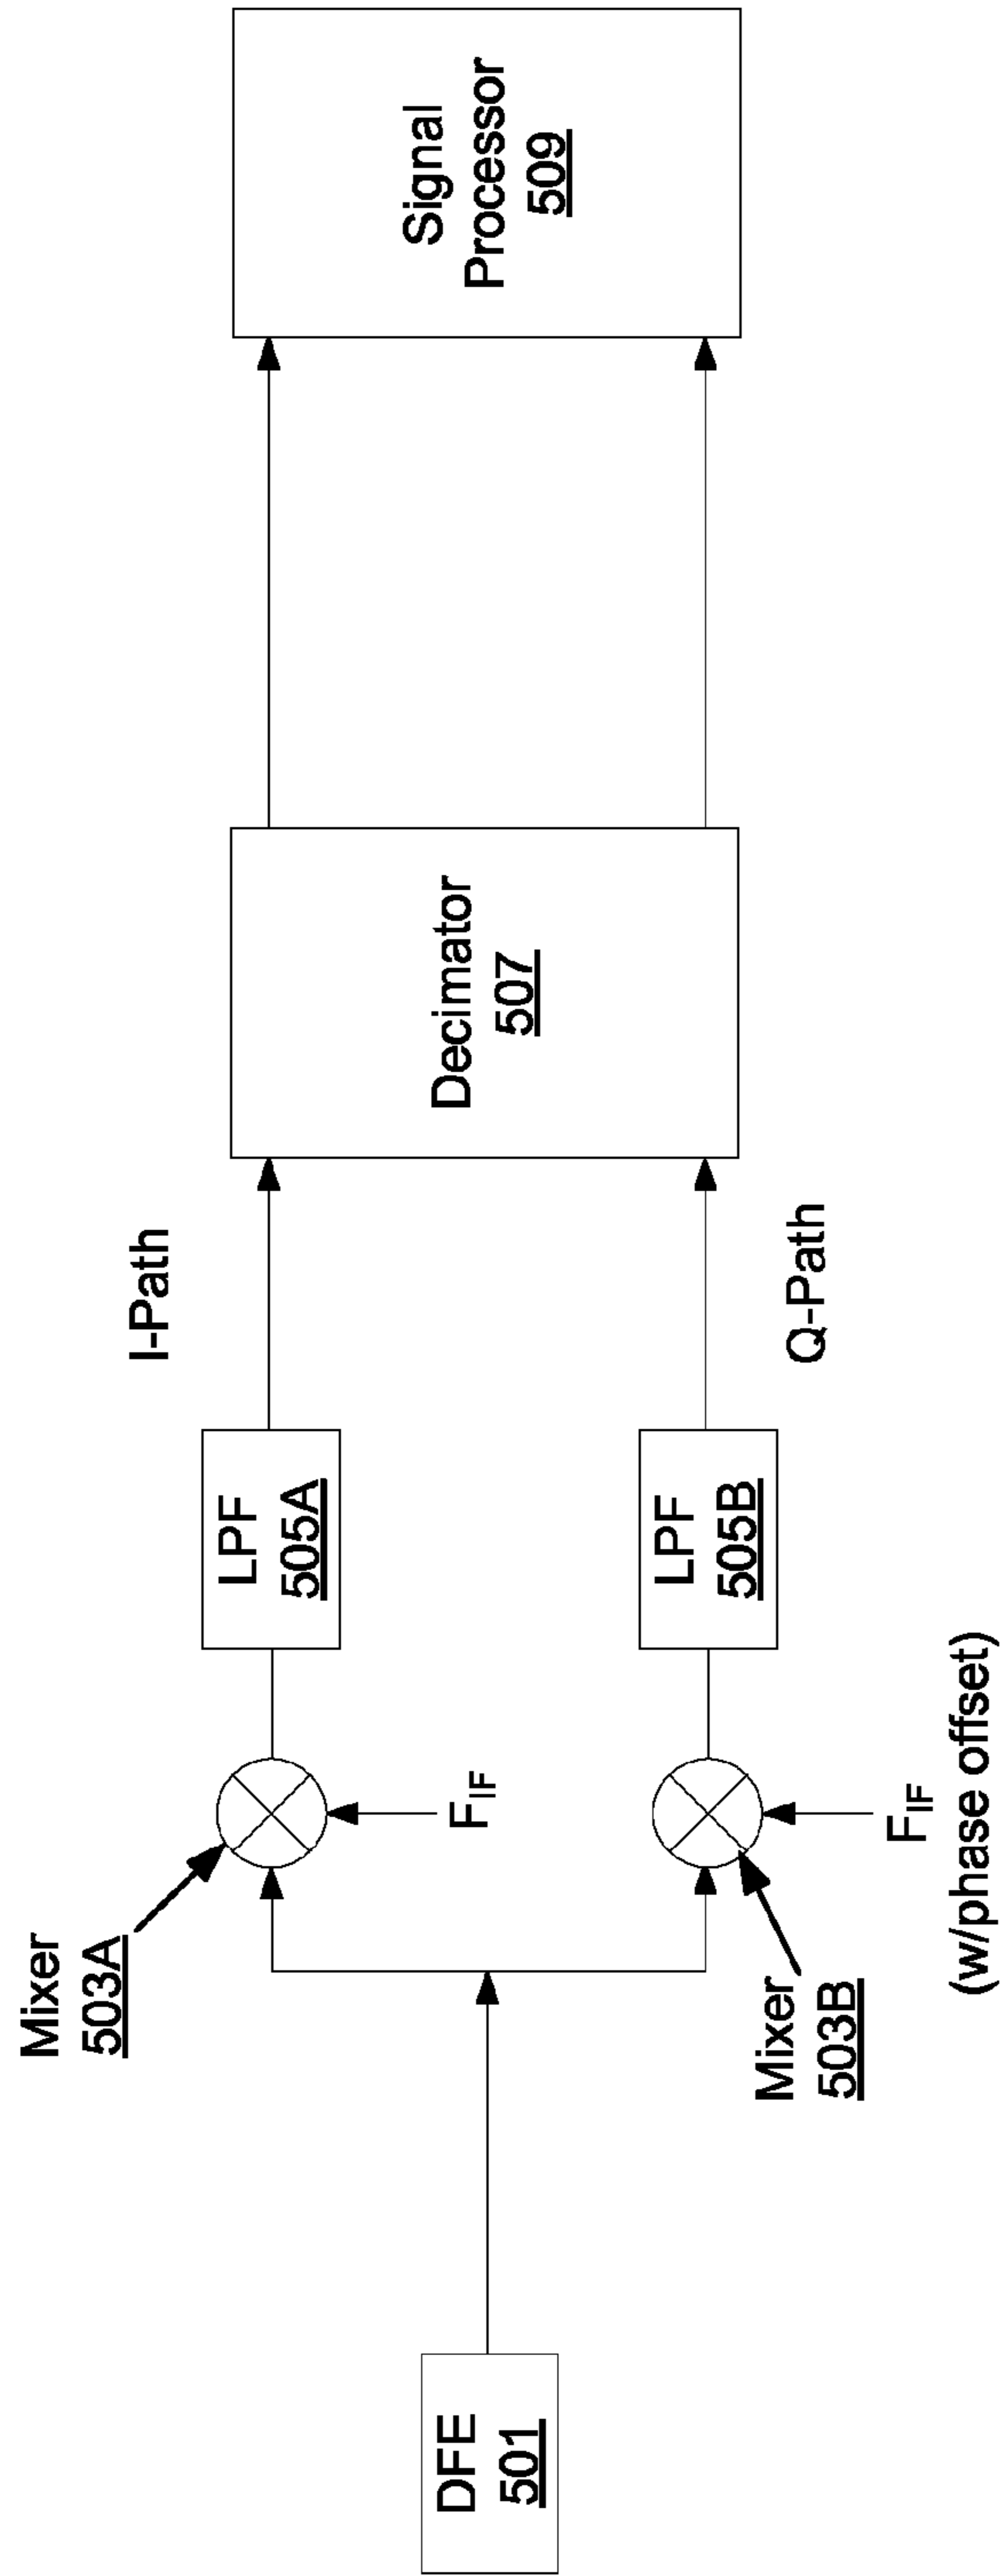 Mixer
503A
I-Path
LPF
505A
F_IF
DFE
501
Decimator
507
Signal
Processor
509
LPF
505B
Q-Path
Mixer
503B
F_IF
(w/phase offset)